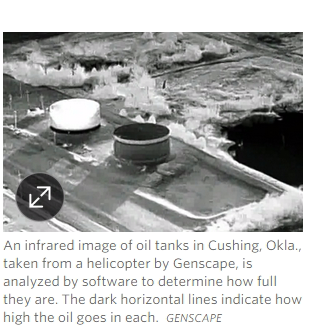 An infrared image of oil tanks in Cushing, Okla.,
taken from a helicopter by Genscape, is
analyzed by software to determine how full
they are. The dark horizontal lines indicate how
high the oil goes in each. GENSCAPE